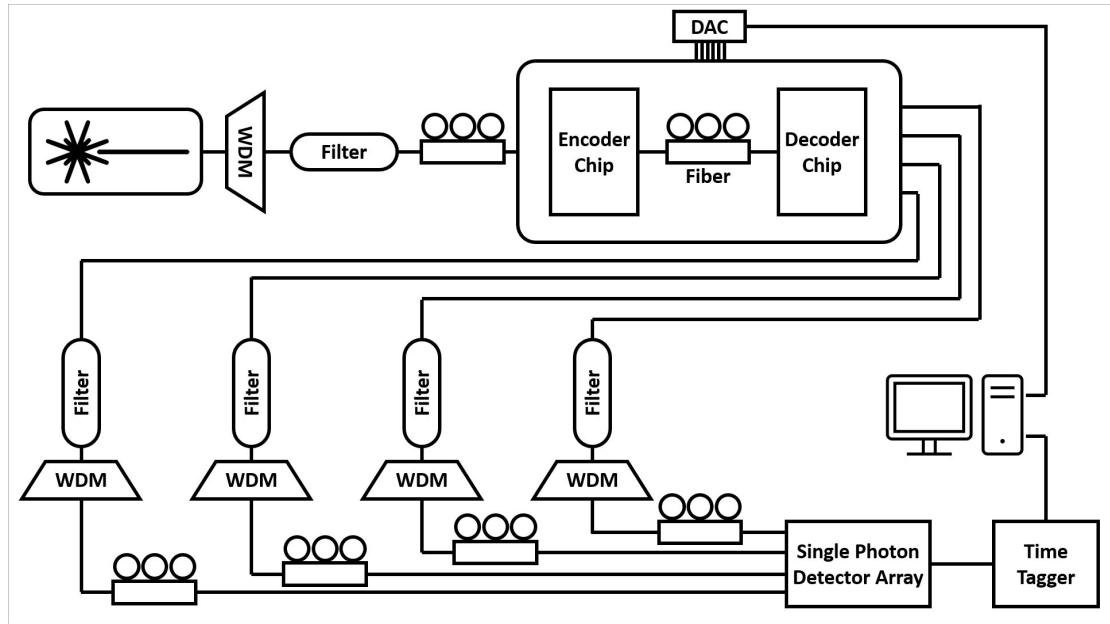 DAC
WDM
Filter
Encoder
Chip
Fiber
Decoder
Chip
Filter
Filter
Filter
Filter
WDM
WDM
WDM
WDM
Single Photon
Detector Array
Time
Tagger